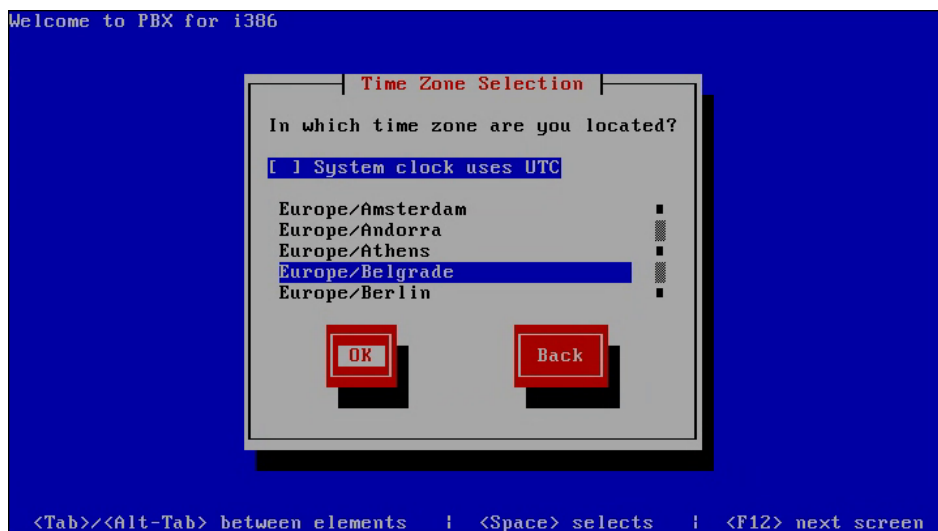 Welcome to PBX for i386
Time Zone Selection
In which time zone are you located?
[ ] System clock uses UTC
Europe/Amsterdam
Europe/Andorra
Europe/Athens
Europe/Belgrade
Europe/Berlin
OK Back
<Tab>/<Alt-Tab> between elements | <Space> selects | <F12> next screen